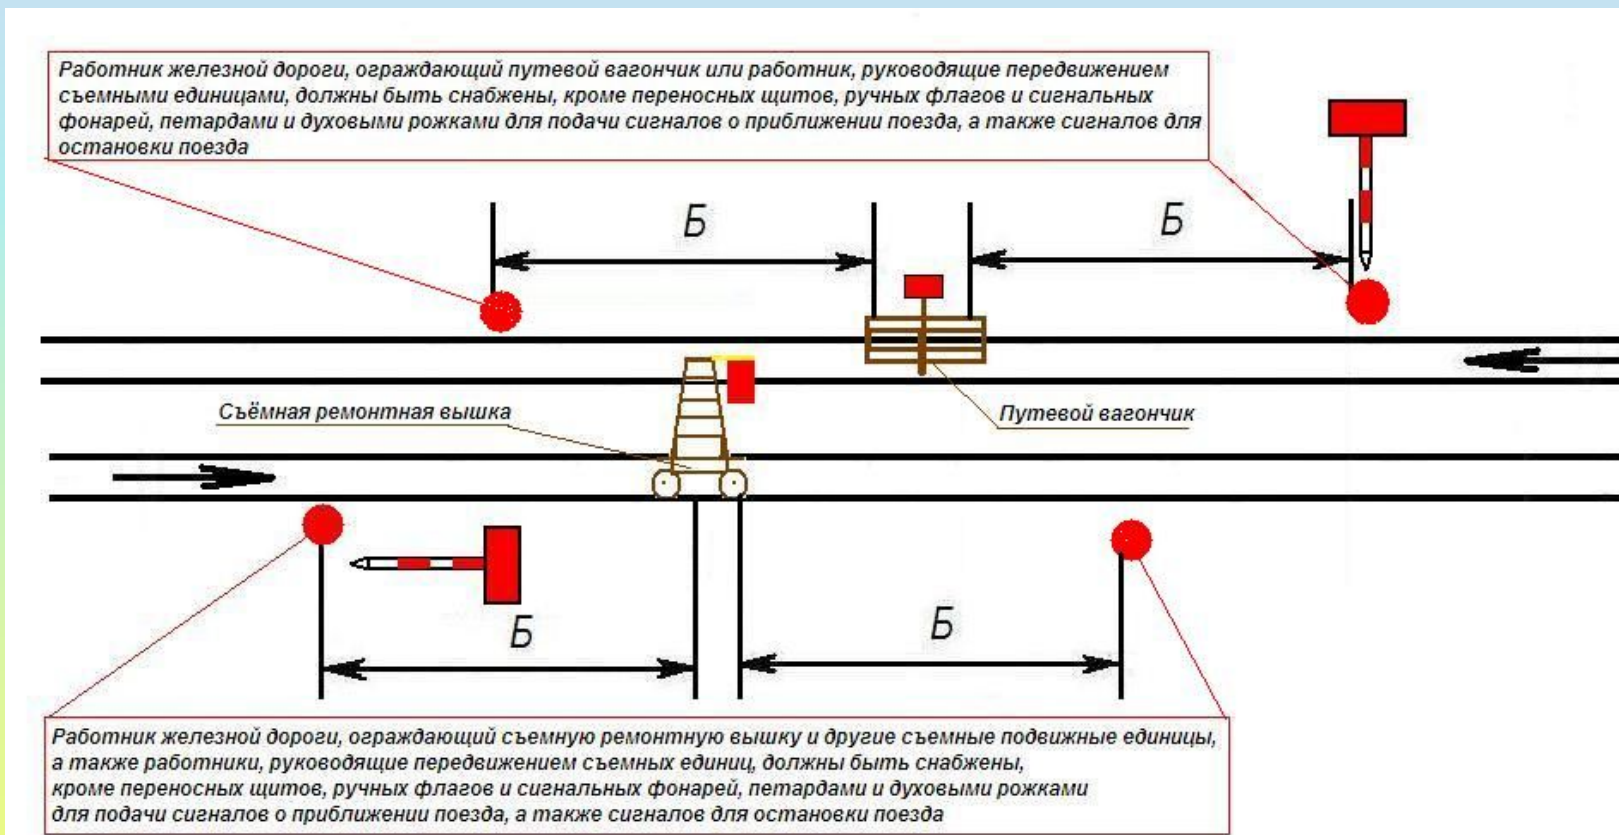 Работник железной дороги, ограждающий путевой вагончик или работник, руководящие передвижением
съемными единицами, должны быть снабжены, кроме переносных щитов, ручных флагов и сигнальных
фонарей, петардами и духовыми рожками для подачи сигналов о приближении поезда, а также сигналов для
остановки поезда
Б
Б
Съёмная ремонтная вышка
Путевой вагончик
Б
Б
Работник железной дороги, ограждающий съемную ремонтную вышку и другие съемные подвижные единицы,
а также работники, руководящие передвижением съемных единиц, должны быть снабжены,
кроме переносных щитов, ручных флагов и сигнальных фонарей, петардами и духовыми рожками
для подачи сигналов о приближении поезда, а также сигналов для остановки поезда